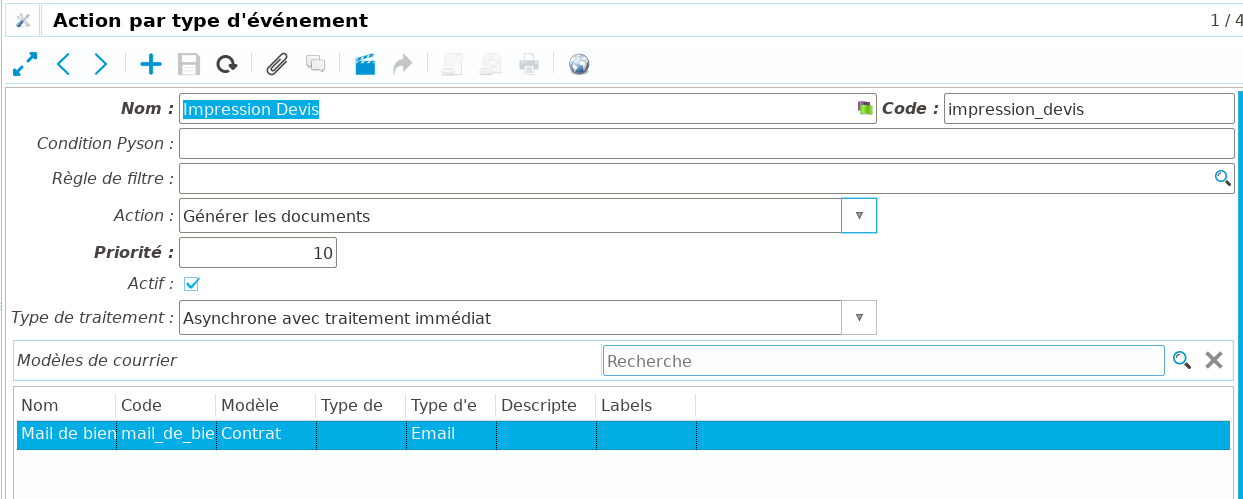 Action par type d'événement
1 / 4
Nom : Impression Devis Code : impression_devis
Condition Pyson :
Règle de filtre :
Action : Générer les documents
Priorité : 10
Actif :
Type de traitement : Asynchrone avec traitement immédiat
Modèles de courrier Recherche
Nom Code Modèle Type de Type d'e Descripte Labels
Mail de bien mail_de_bie Contrat Email